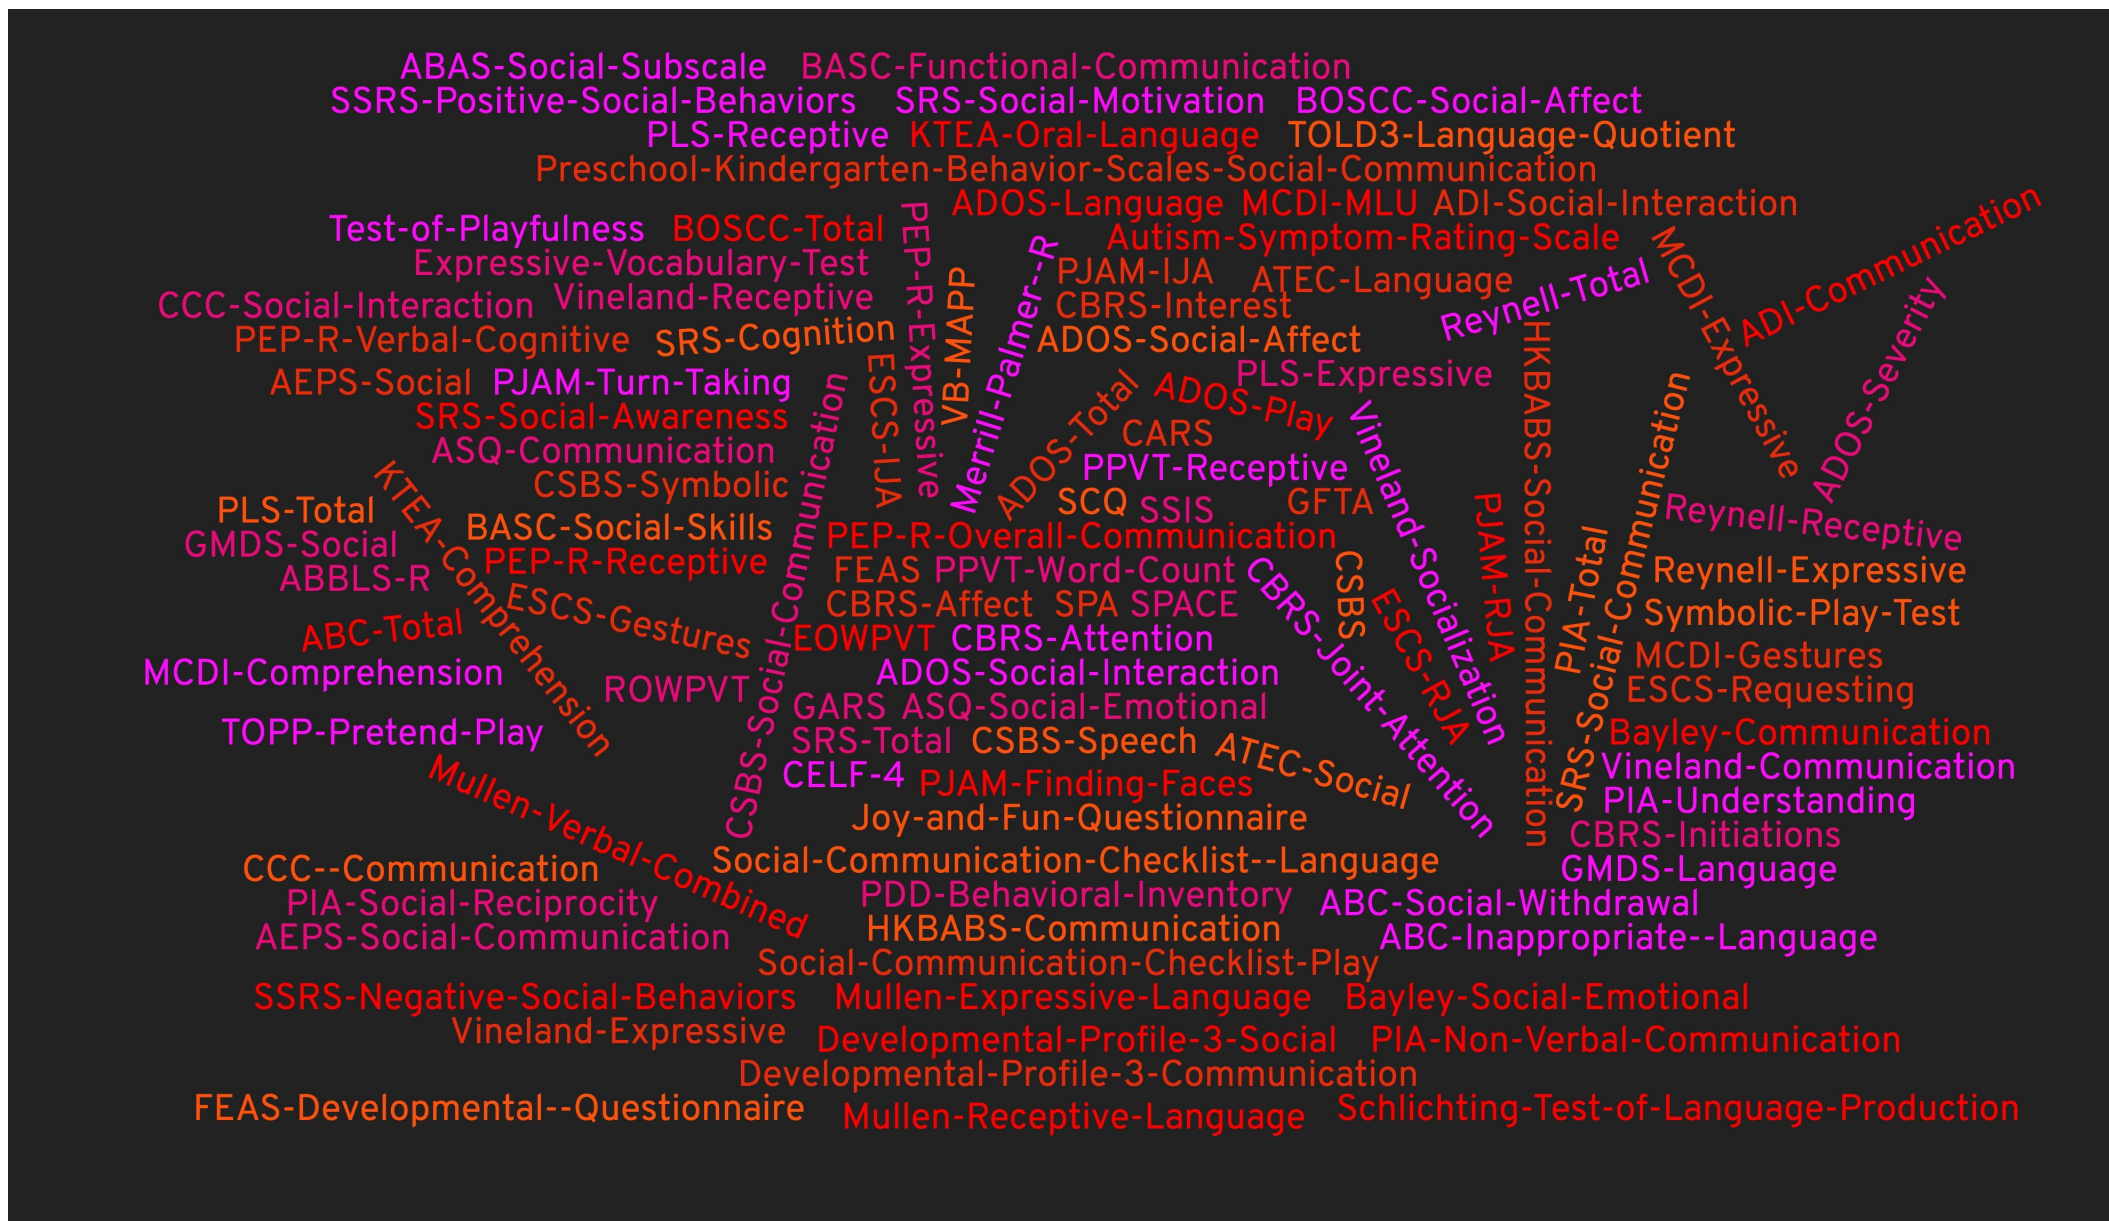 ABAS-Social-Subscale BASC-Functional-Communication
SSRS-Positive-Social-Behaviors SRS-Social-Motivation BOSCC-Social-Affect
PLS-Receptive KTEA-Oral-Language TOLD3-Language-Quotient
Preschool-Kindergarten-Behavior-Scales-Social-Communication
ADOS-Language MCDI-MLU ADI-Social-Interaction
ADI-Communication
Test-of-Playfulness BOSCC-Total
PEP-R-Expressive
Autism-Symptom-Rating-Scale
MCDI-Expressive
Expressive-Vocabulary-Test
VB-MAPP
Merrill-Palmer--R
PJAM-IJA ATEC-Language
Reynell-Total
ADOS-Severity
CCC-Social-Interaction Vineland-Receptive
CBRS-Interest
PEP-R-Verbal-Cognitive SRS-Cognition
ADOS-Social-Affect
HKBABS-Social-Communication
ESCS-IJA
AEPS-Social PJAM-Turn-Taking
CSBS-Social-Communication
ADOS-Total
ADOS-Play
PLS-Expressive
SRS-Social-Communication
SRS-Social-Awareness
Vineland-Socialization
CARS
ASQ-Communication
PPVT-Receptive
KTEA-Comprehension
CSBS-Symbolic
SCQ SSIS GFTA
PJAM-RJA
Reynell-Receptive
PLS-Total
BASC-Social-Skills
PEP-R-Overall-Communication
PIA-Total
GMDS-Social
PEP-R-Receptive
FEAS PPVT-Word-Count
CBRS-Joint-Attention
CSBS
ESCS-RJA
Reynell-Expressive
ABBLS-R
ESCS-Gestures
CBRS-Affect SPA SPACE
Symbolic-Play-Test
ABC-Total
EOWPVT CBRS-Attention
MCDI-Gestures
MCDI-Comprehension
ROWPVT
ADOS-Social-Interaction
ESCS-Requesting
GARS ASQ-Social-Emotional
TOPP-Pretend-Play
SRS-Total CSBS-Speech ATEC-Social
Bayley-Communication
Mullen-Verbal-Combined
CELF-4 PJAM-Finding-Faces
Vineland-Communication
PIA-Understanding
Joy-and-Fun-Questionnaire
CBRS-Initiations
CCC--Communication
Social-Communication-Checklist--Language
GMDS-Language
PIA-Social-Reciprocity
PDD-Behavioral-Inventory ABC-Social-Withdrawal
AEPS-Social-Communication
HKBABS-Communication
ABC-Inappropriate--Language
Social-Communication-Checklist-Play
SSRS-Negative-Social-Behaviors Mullen-Expressive-Language Bayley-Social-Emotional
Vineland-Expressive
Developmental-Profile-3-Social PIA-Non-Verbal-Communication
Developmental-Profile-3-Communication
FEAS-Developmental--Questionnaire
Mullen-Receptive-Language
Schlichting-Test-of-Language-Production